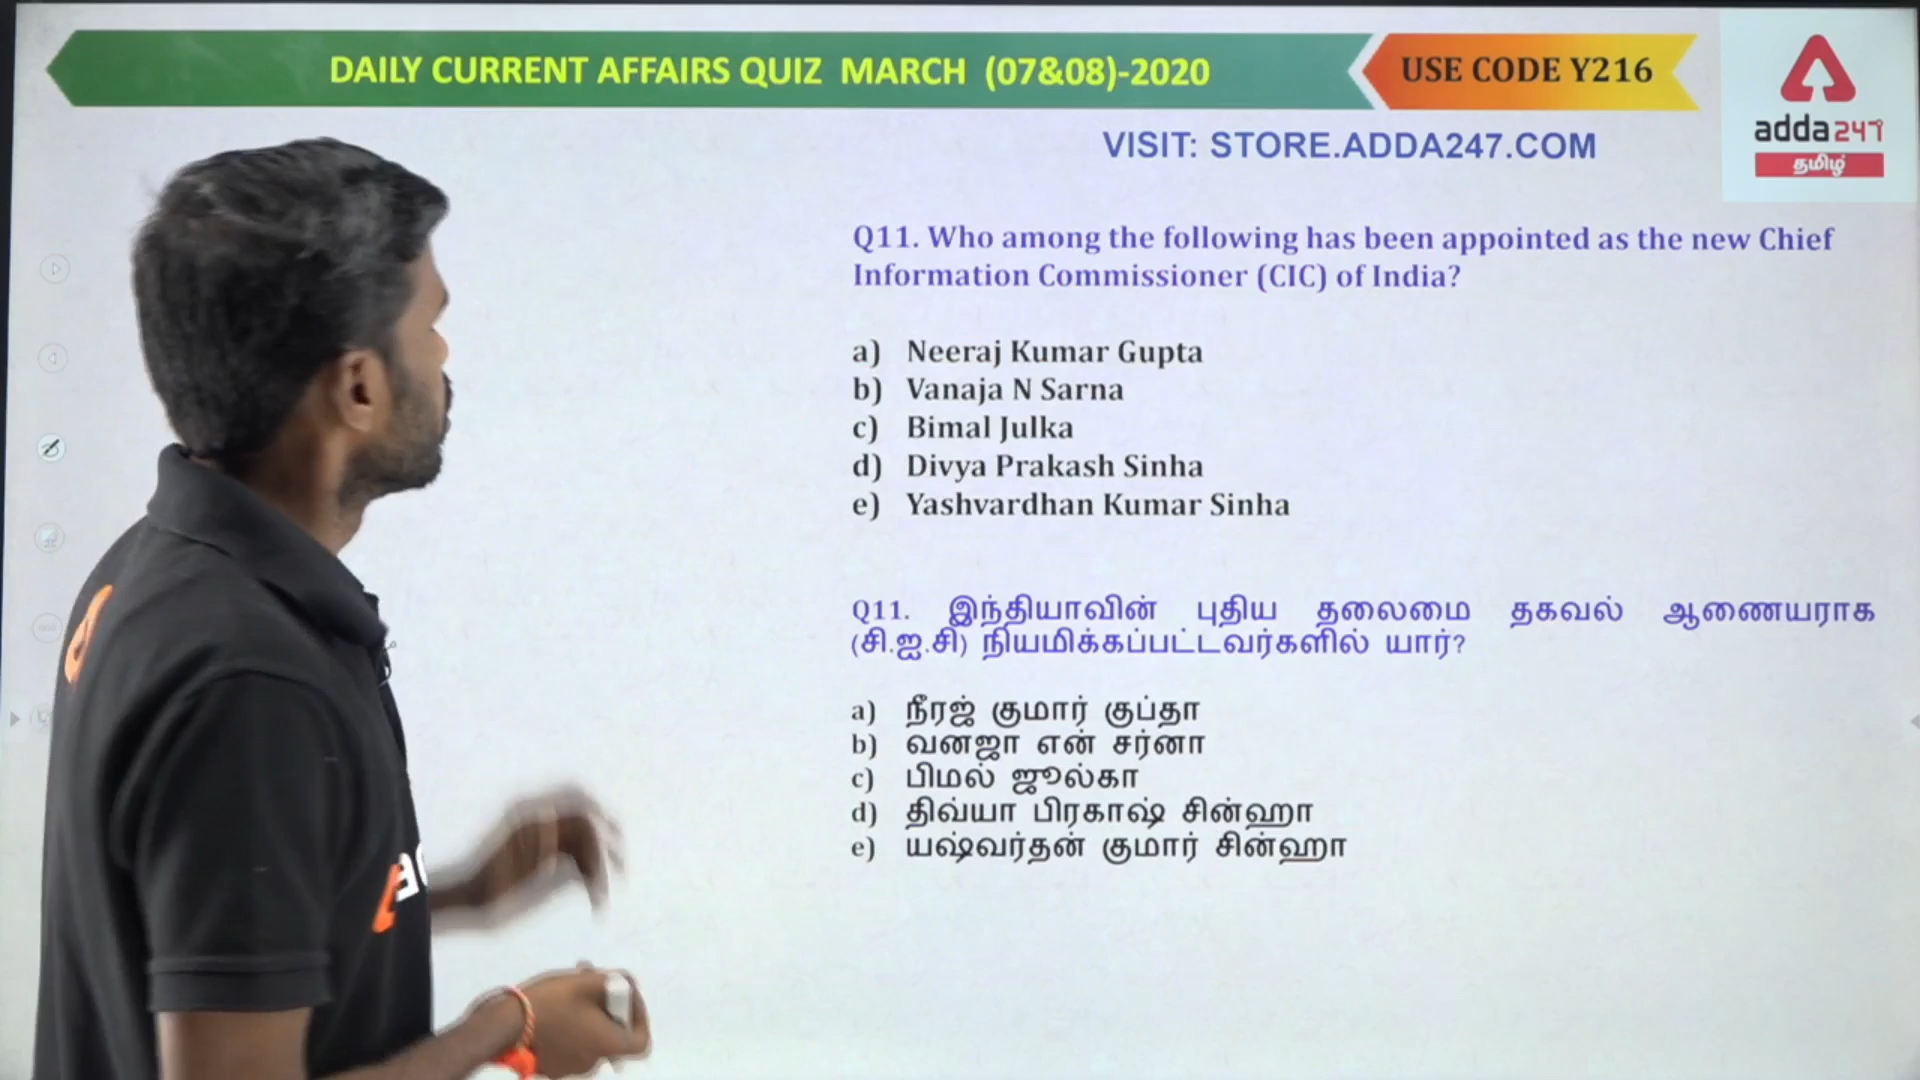 DAILY CURRENT AFFAIRS QUIZ MARCH (07&08)-2020
USE CODE Y216
adda247
தமிழ்
VISIT: STORE.ADDA247.COM
Q11. Who among the following has been appointed as the new Chief
Information Commissioner (CIC) of India?
a) Neeraj Kumar Gupta
b) Vanaja N Sarna
c) Bimal Julka
d) Divya Prakash Sinha
e) Yashvardhan Kumar Sinha
Q11. இந்தியாவின் புதிய தலைமை தகவல் ஆணையராக
(சி.ஐ.சி) நியமிக்கப்பட்டவர்களில் யார்?
a) நீரஜ் குமார் குப்தா
b) வனஜா என் சர்னா
c) பிமல் ஜூல்கா
d) திவ்யா பிரகாஷ் சின்ஹா
e) யஷ்வர்தன் குமார் சின்ஹா